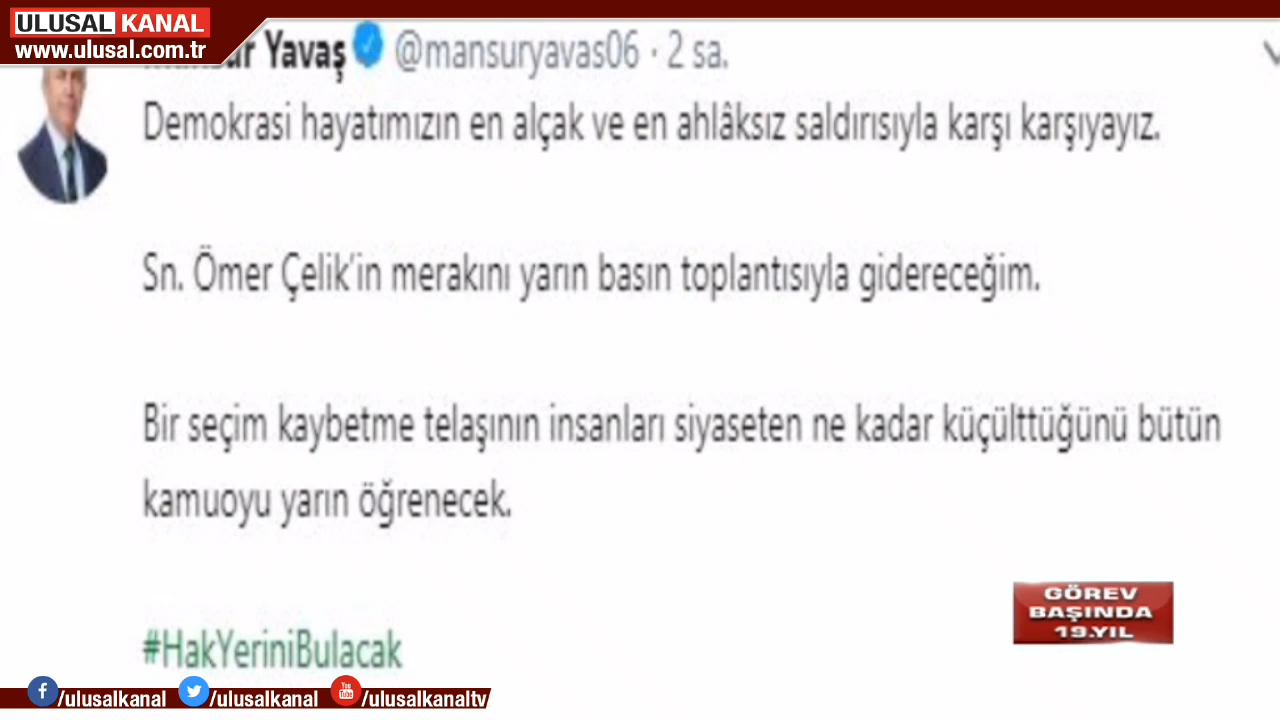 ULUSAL KANAL
www.ulusal.com.tr
Yavaş @mansuryavas06 · 2 sa.
Demokrasi hayatımızın en alçak ve en ahlâksız saldırısıyla karşı karşıyayız.
Sn. Ömer Çelik'in merakını yarın basın toplantısıyla gidereceğim.
Bir seçim kaybetme telaşının insanları siyaseten ne kadar küçülttüğünü bütün
kamuoyu yarın öğrenecek.
#HakYeriniBulacak
GÖREV
BAŞINDA
19.YIL
/ulusalkanal /ulusalkanal You Tube /ulusalkanaltv